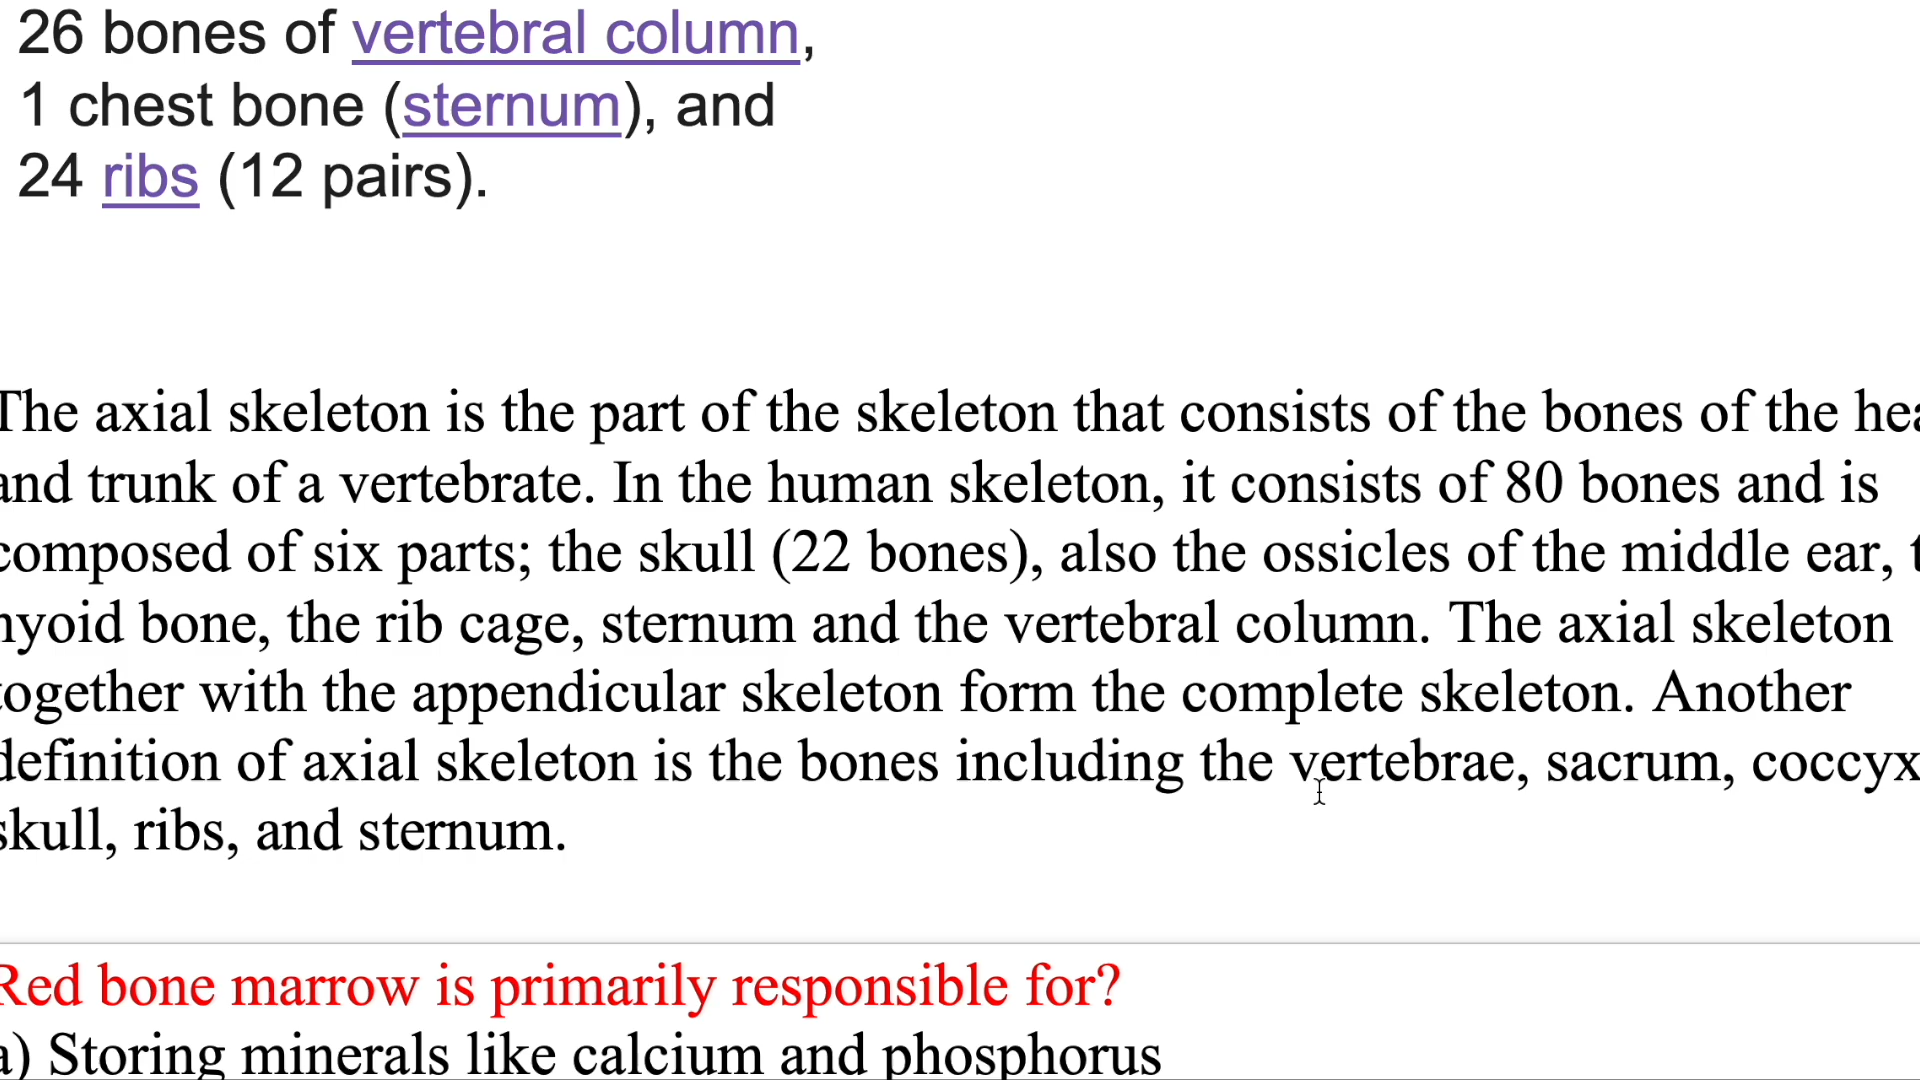 26 bones of vertebral column,
1 chest bone (sternum), and
24 ribs (12 pairs).
The axial skeleton is the part of the skeleton that consists of the bones of the hea
and trunk of a vertebrate. In the human skeleton, it consists of 80 bones and is
composed of six parts; the skull (22 bones), also the ossicles of the middle ear, t
hyoid bone, the rib cage, sternum and the vertebral column. The axial skeleton
together with the appendicular skeleton form the complete skeleton. Another
definition of axial skeleton is the bones including the vertebrae, sacrum, coccyx
skull, ribs, and sternum.
Red bone marrow is primarily responsible for?
a) Storing minerals like calcium and phosphorus